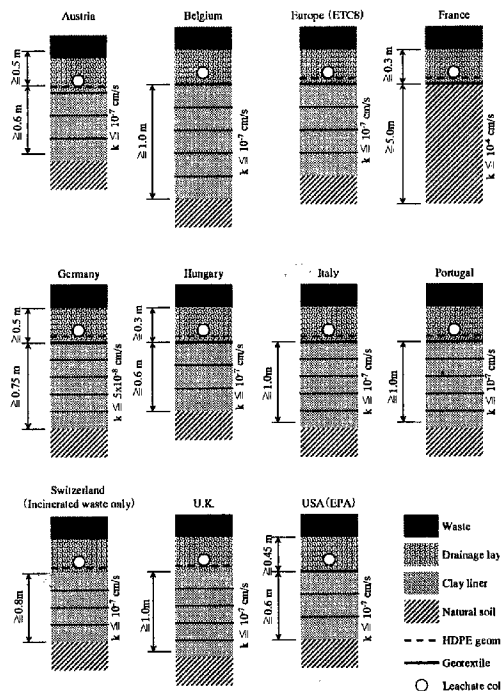 Austria
≧0.5 m
≧0.6 m
k ≦ 10⁻⁷ cm/s
Belgium
≧1.0 m
k ≦ 10⁻⁷ cm/s
Europe (ETC8)
k ≦ 10⁻⁷ cm/s
France
≧0.3 m
≧5.0m
k ≦ 10⁻⁴ cm/s
Germany
≧0.5 m
≧0.75 m
k ≦ 5x10⁻⁸ cm/s
Hungary
≧0.3 m
≧0.6 m
k ≦ 10⁻⁷ cm/s
Italy
≧1.0m
k ≦ 10⁻⁷ cm/s
Portugal
≧1.0m
k ≦ 10⁻⁷ cm/s
Switzerland
(Incinerated waste only)
≧0.8m
k ≦ 10⁻⁷ cm/s
U.K.
≧1.0m
k ≦ 10⁻⁷ cm/s
USA (EPA)
≧0.45 m
≧0.6 m
k ≦ 10⁻⁷ cm/s
Waste
Drainage lay
Clay liner
Natural soil
HDPE geom
Geotextile
Leachate col